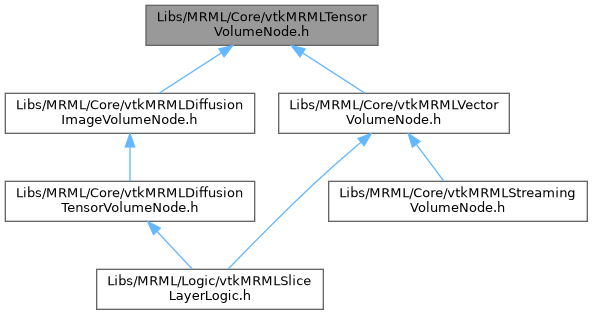 Libs/MRML/Core/vtkMRMLTensor
VolumeNode.h
Libs/MRML/Core/vtkMRMLDiffusion
ImageVolumeNode.h
Libs/MRML/Core/vtkMRMLVector
VolumeNode.h
Libs/MRML/Core/vtkMRMLDiffusion
TensorVolumeNode.h
Libs/MRML/Core/vtkMRMLStreaming
VolumeNode.h
Libs/MRML/Logic/vtkMRMLSlice
LayerLogic.h